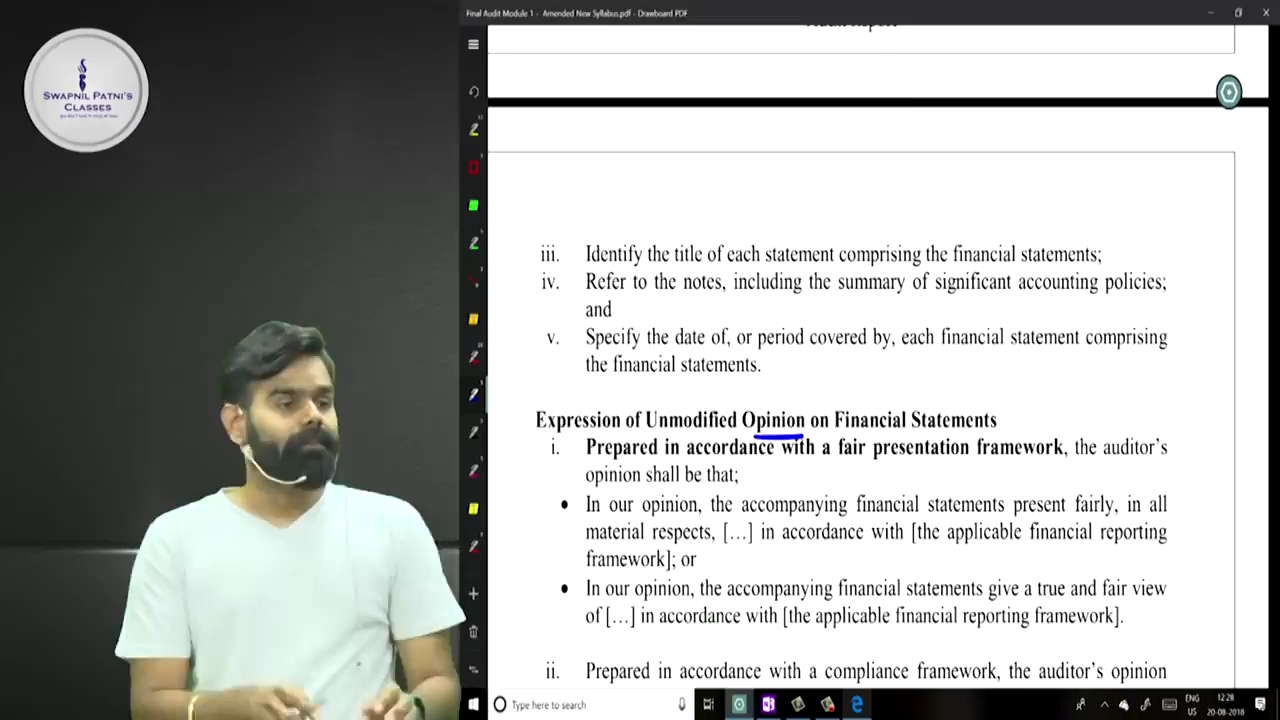 Final Audit Module 1 - Amended New Syllabus.pdf - Drawboard PDF
SWAPNIL PATNI'S
CLASSES
Audit Report
iii. Identify the title of each statement comprising the financial statements;
iv. Refer to the notes, including the summary of significant accounting policies;
and
v. Specify the date of, or period covered by, each financial statement comprising
the financial statements.
Expression of Unmodified Opinion on Financial Statements
i. Prepared in accordance with a fair presentation framework, the auditor's
opinion shall be that;
• In our opinion, the accompanying financial statements present fairly, in all
material respects, […] in accordance with [the applicable financial reporting
framework]; or
• In our opinion, the accompanying financial statements give a true and fair view
of […] in accordance with [the applicable financial reporting framework].
ii. Prepared in accordance with a compliance framework, the auditor's opinion
Type here to search
ENG
US
12:28
20-08-2018